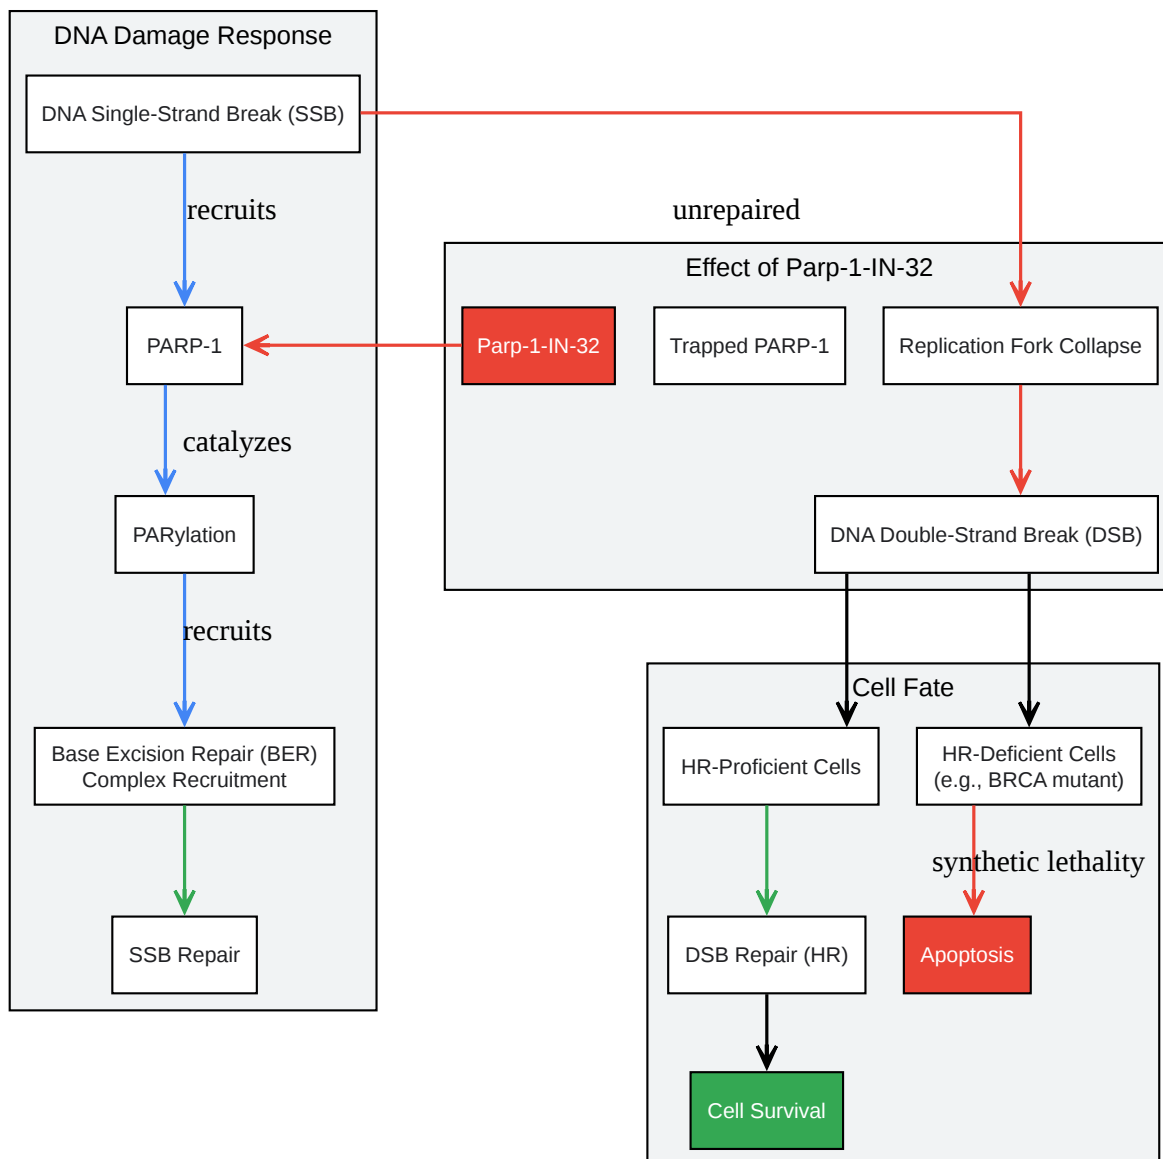 DNA Damage Response
DNA Single-Strand Break (SSB)
recruits
unrepaired
Effect of Parp-1-IN-32
PARP-1
Parp-1-IN-32
Trapped PARP-1
Replication Fork Collapse
catalyzes
PARylation
DNA Double-Strand Break (DSB)
recruits
Cell Fate
Base Excision Repair (BER)
Complex Recruitment
HR-Proficient Cells
HR-Deficient Cells
(e.g., BRCA mutant)
synthetic lethality
SSB Repair
DSB Repair (HR)
Apoptosis
Cell Survival